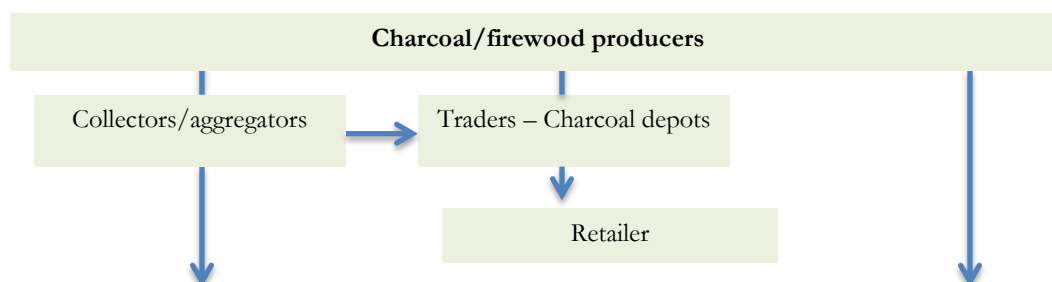 Charcoal/firewood producers
Collectors/aggregators
Traders – Charcoal depots
Retailer